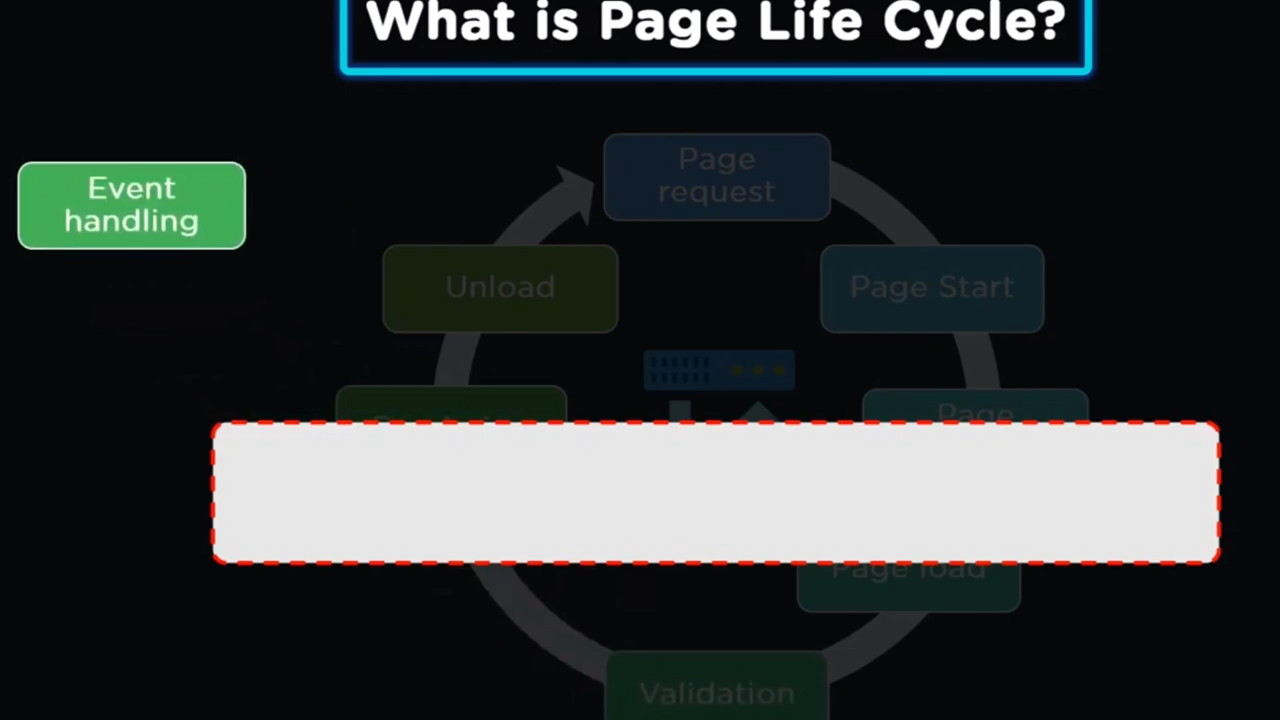 What is Page Life Cycle?
Event
handling
Page
request
Unload
Page Start
Page
Page load
Validation